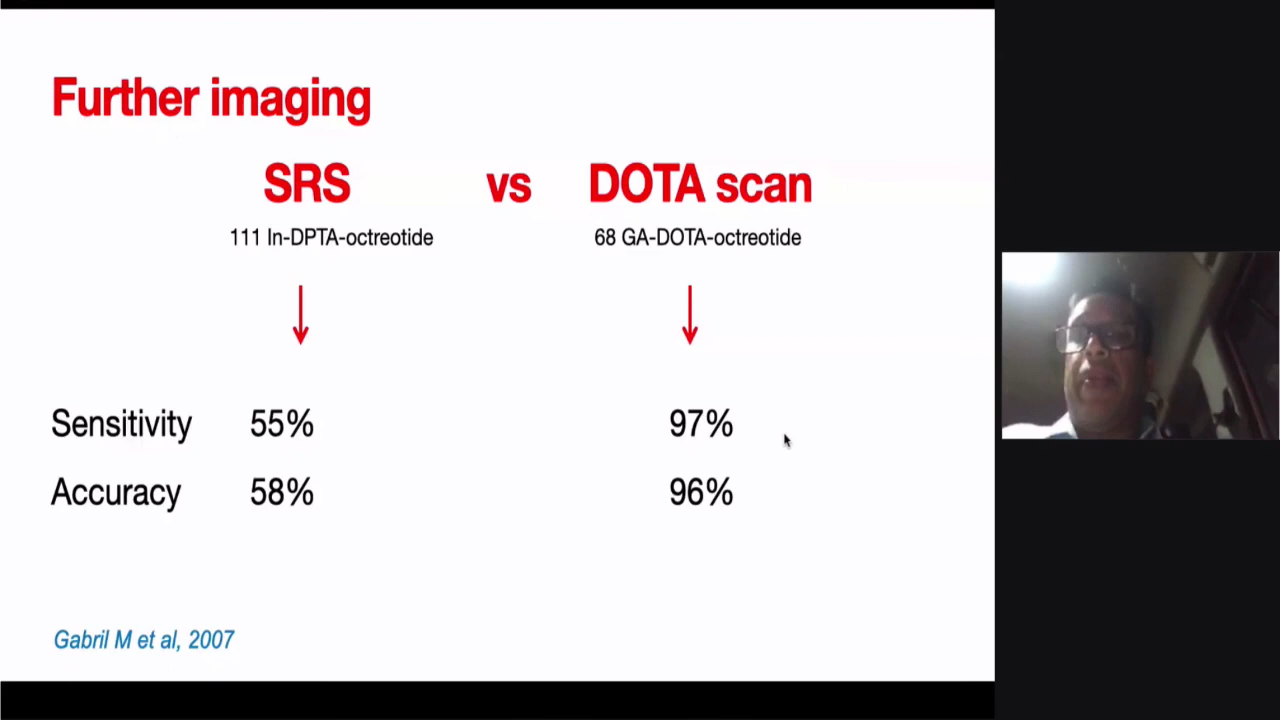 Further imaging
SRS vs DOTA scan
111 In-DPTA-octreotide 68 GA-DOTA-octreotide
Sensitivity 55% 97%
Accuracy 58% 96%
Gabril M et al, 2007